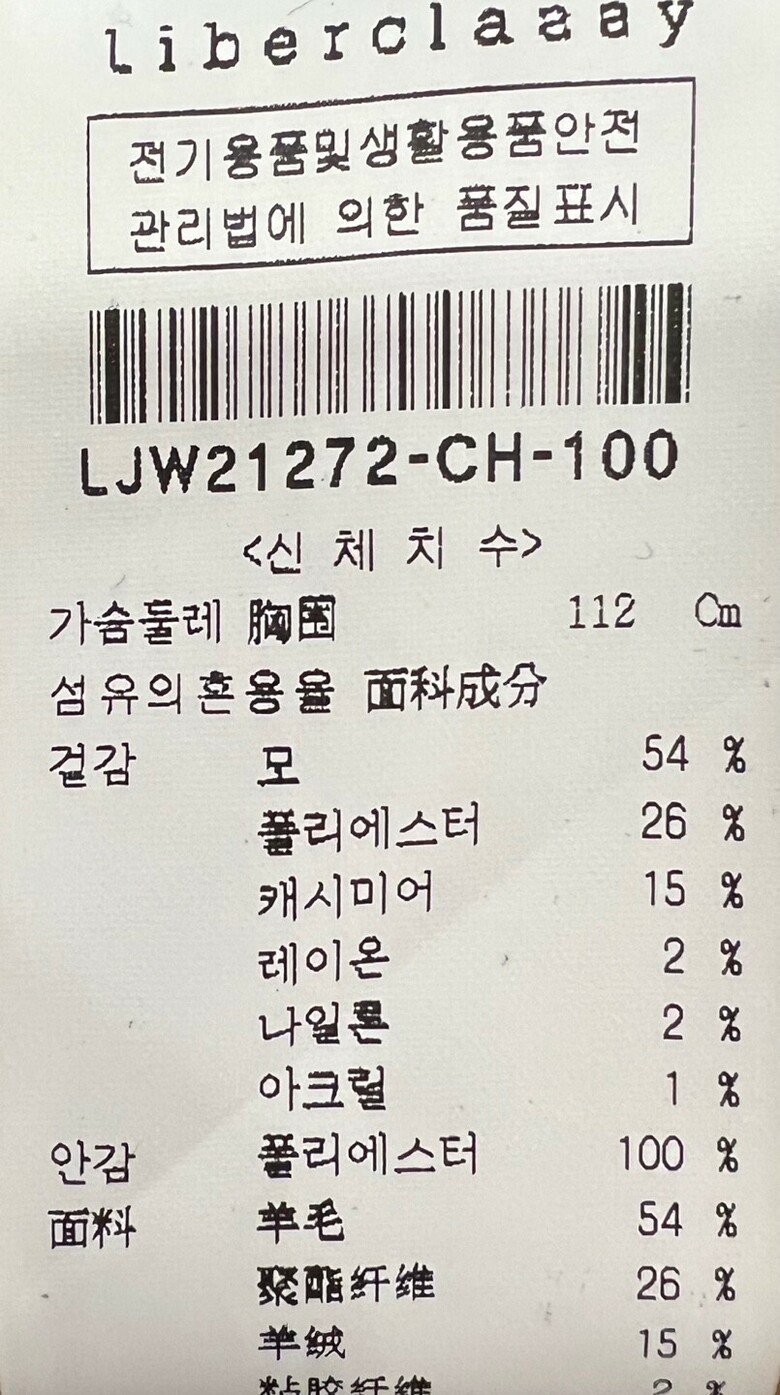 liberclaaay
전기용품및생활용품안전
관리법에 의한 품질표시
LJW21272-CH-100
<신 체 치 수>
가슴둘레 胸围 112 Cm
섬유의혼용율 面料成分
겉감 모 54 %
폴리에스터 26 %
캐시미어 15 %
레이온 2 %
나일론 2 %
아크릴 1 %
안감 폴리에스터 100 %
面料 羊毛 54 %
聚酯纤维 26 %
羊绒 15 %
粘胶纤维 2 %